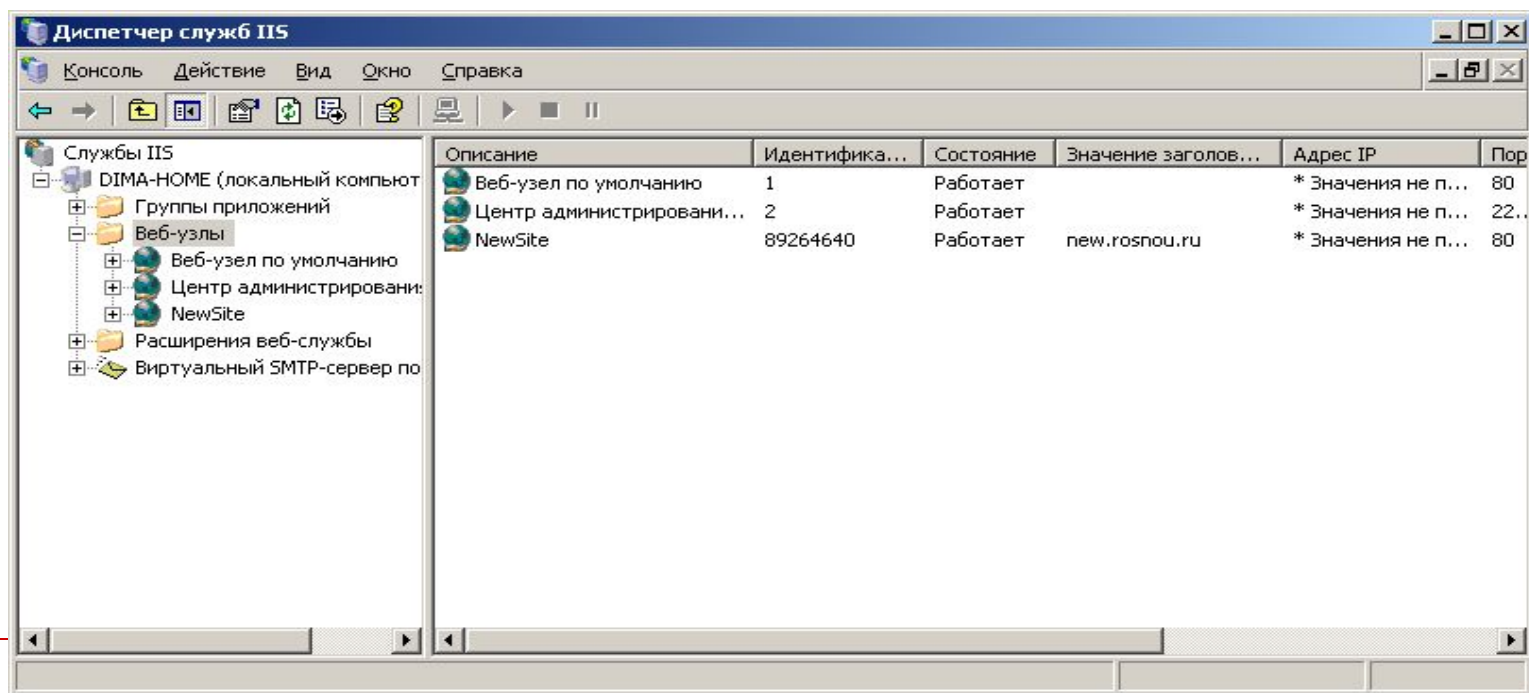 Диспетчер служб IIS
Консоль Действие Вид Окно Справка
Службы IIS
DIMA-HOME (локальный компьют
Группы приложений
Веб-узлы
Веб-узел по умолчанию
Центр администрировани
NewSite
Расширения веб-службы
Виртуальный SMTP-сервер по
Описание Идентифика... Состояние Значение заголов... Адрес IP Пор
Веб-узел по умолчанию 1 Работает * Значения не п... 80
Центр администрировани... 2 Работает * Значения не п... 22..
NewSite 89264640 Работает new.rosnou.ru * Значения не п... 80